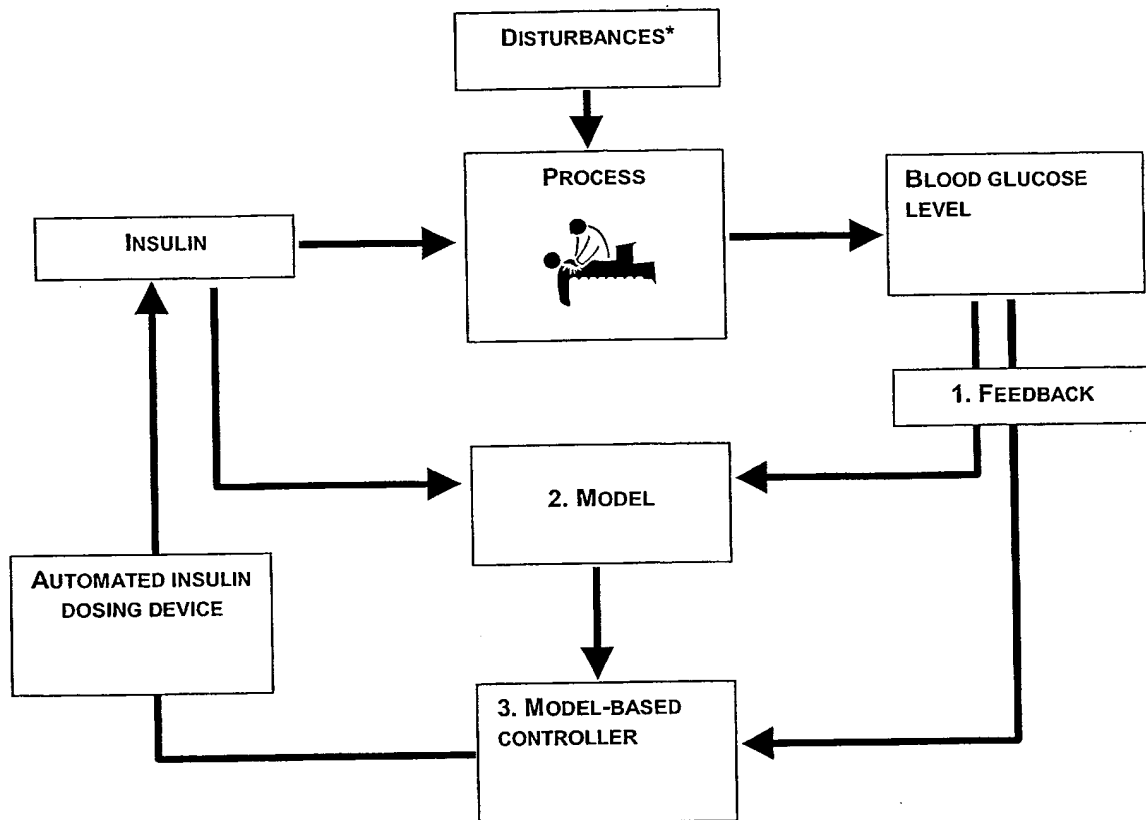 DISTURBANCES*
PROCESS
BLOOD GLUCOSE
LEVEL
INSULIN
1. FEEDBACK
2. MODEL
AUTOMATED INSULIN
DOSING DEVICE
3. MODEL-BASED
CONTROLLER